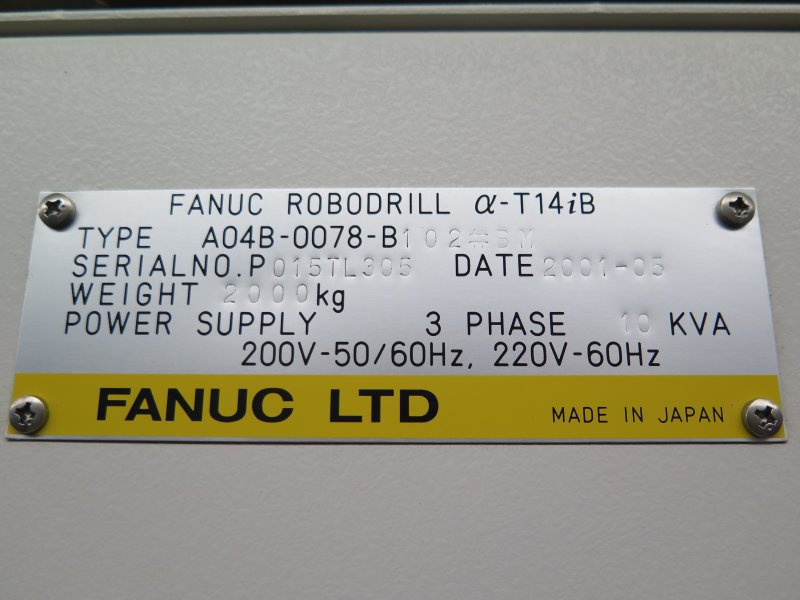 FANUC ROBODRILL α-T14iB
TYPE A04B-0078-B102#BM
SERIALNO.P015TL305 DATE 2001-05
WEIGHT 2000kg
POWER SUPPLY 3 PHASE 10 KVA
200V-50/60Hz, 220V-60Hz
FANUC LTD MADE IN JAPAN